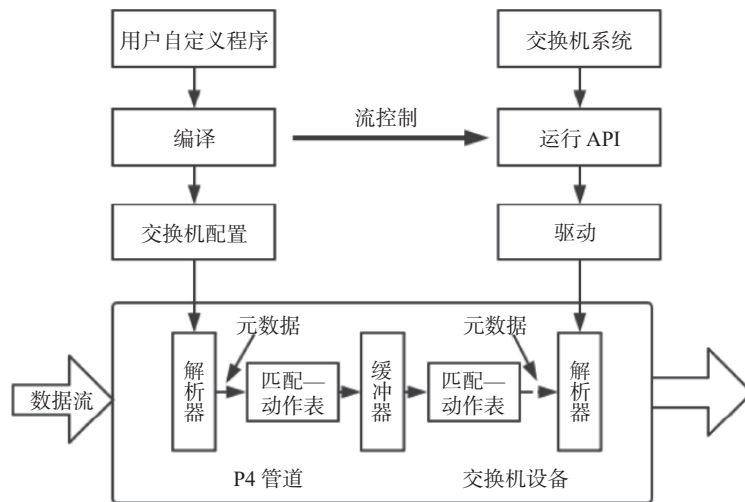 用户自定义程序
交换机系统
编译
流控制
运行 API
交换机配置
驱动
元数据
元数据
数据流
解析器
匹配—
动作表
缓冲器
匹配—
动作表
解析器
P4 管道
交换机设备